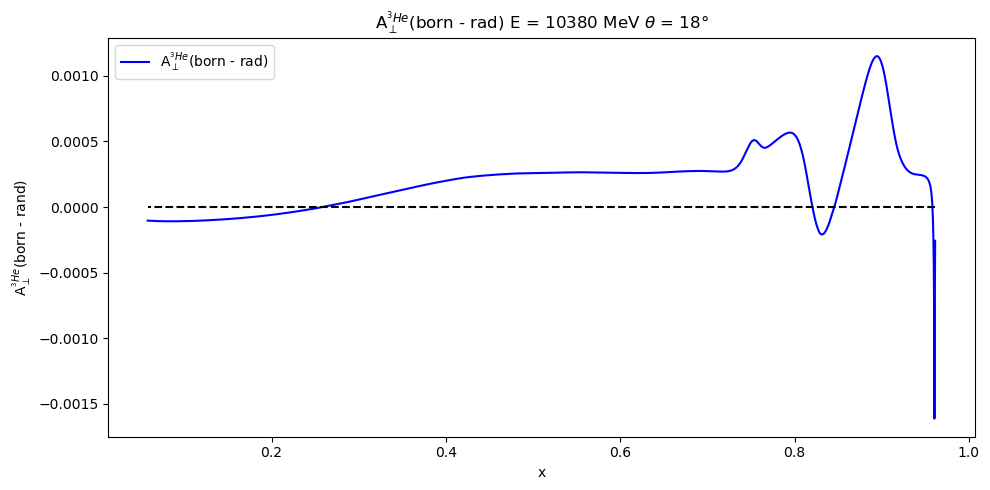 A⊥^{³He}(born - rad) E = 10380 MeV θ = 18°
A⊥^{³He}(born - rad)
A⊥^{³He}(born - rand)
0.0010
0.0005
0.0000
−0.0005
−0.0010
−0.0015
0.2 0.4 0.6 0.8 1.0
x